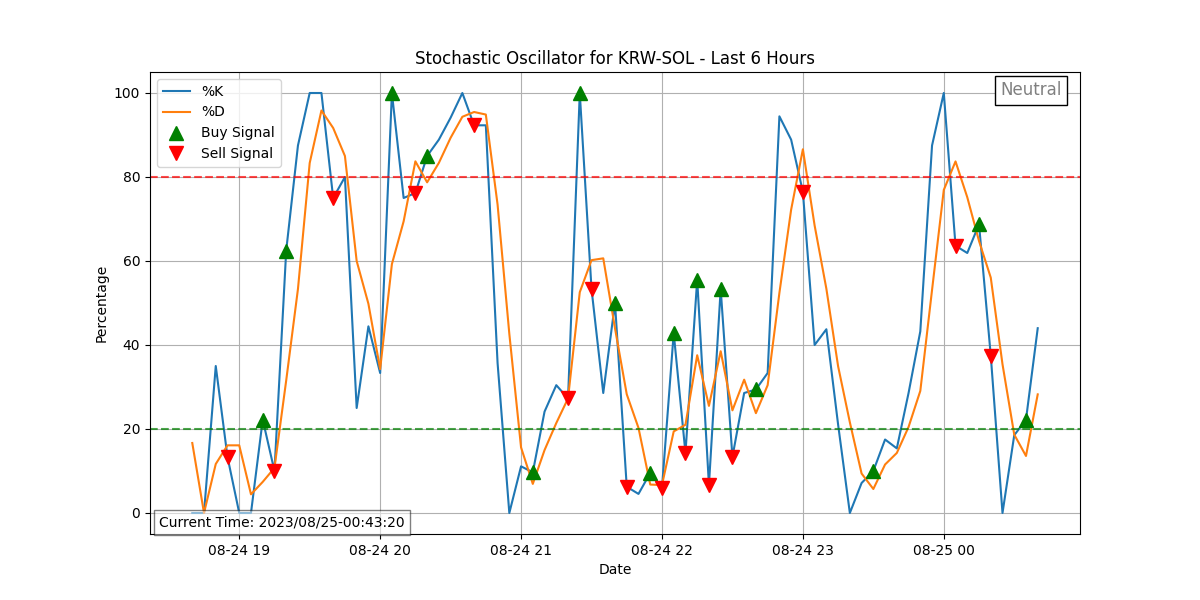 Stochastic Oscillator for KRW-SOL - Last 6 Hours
%K
%D
Buy Signal
Sell Signal
Neutral
100
80
60
40
20
0
Percentage
Current Time: 2023/08/25-00:43:20
08-24 19
08-24 20
08-24 21
08-24 22
08-24 23
08-25 00
Date